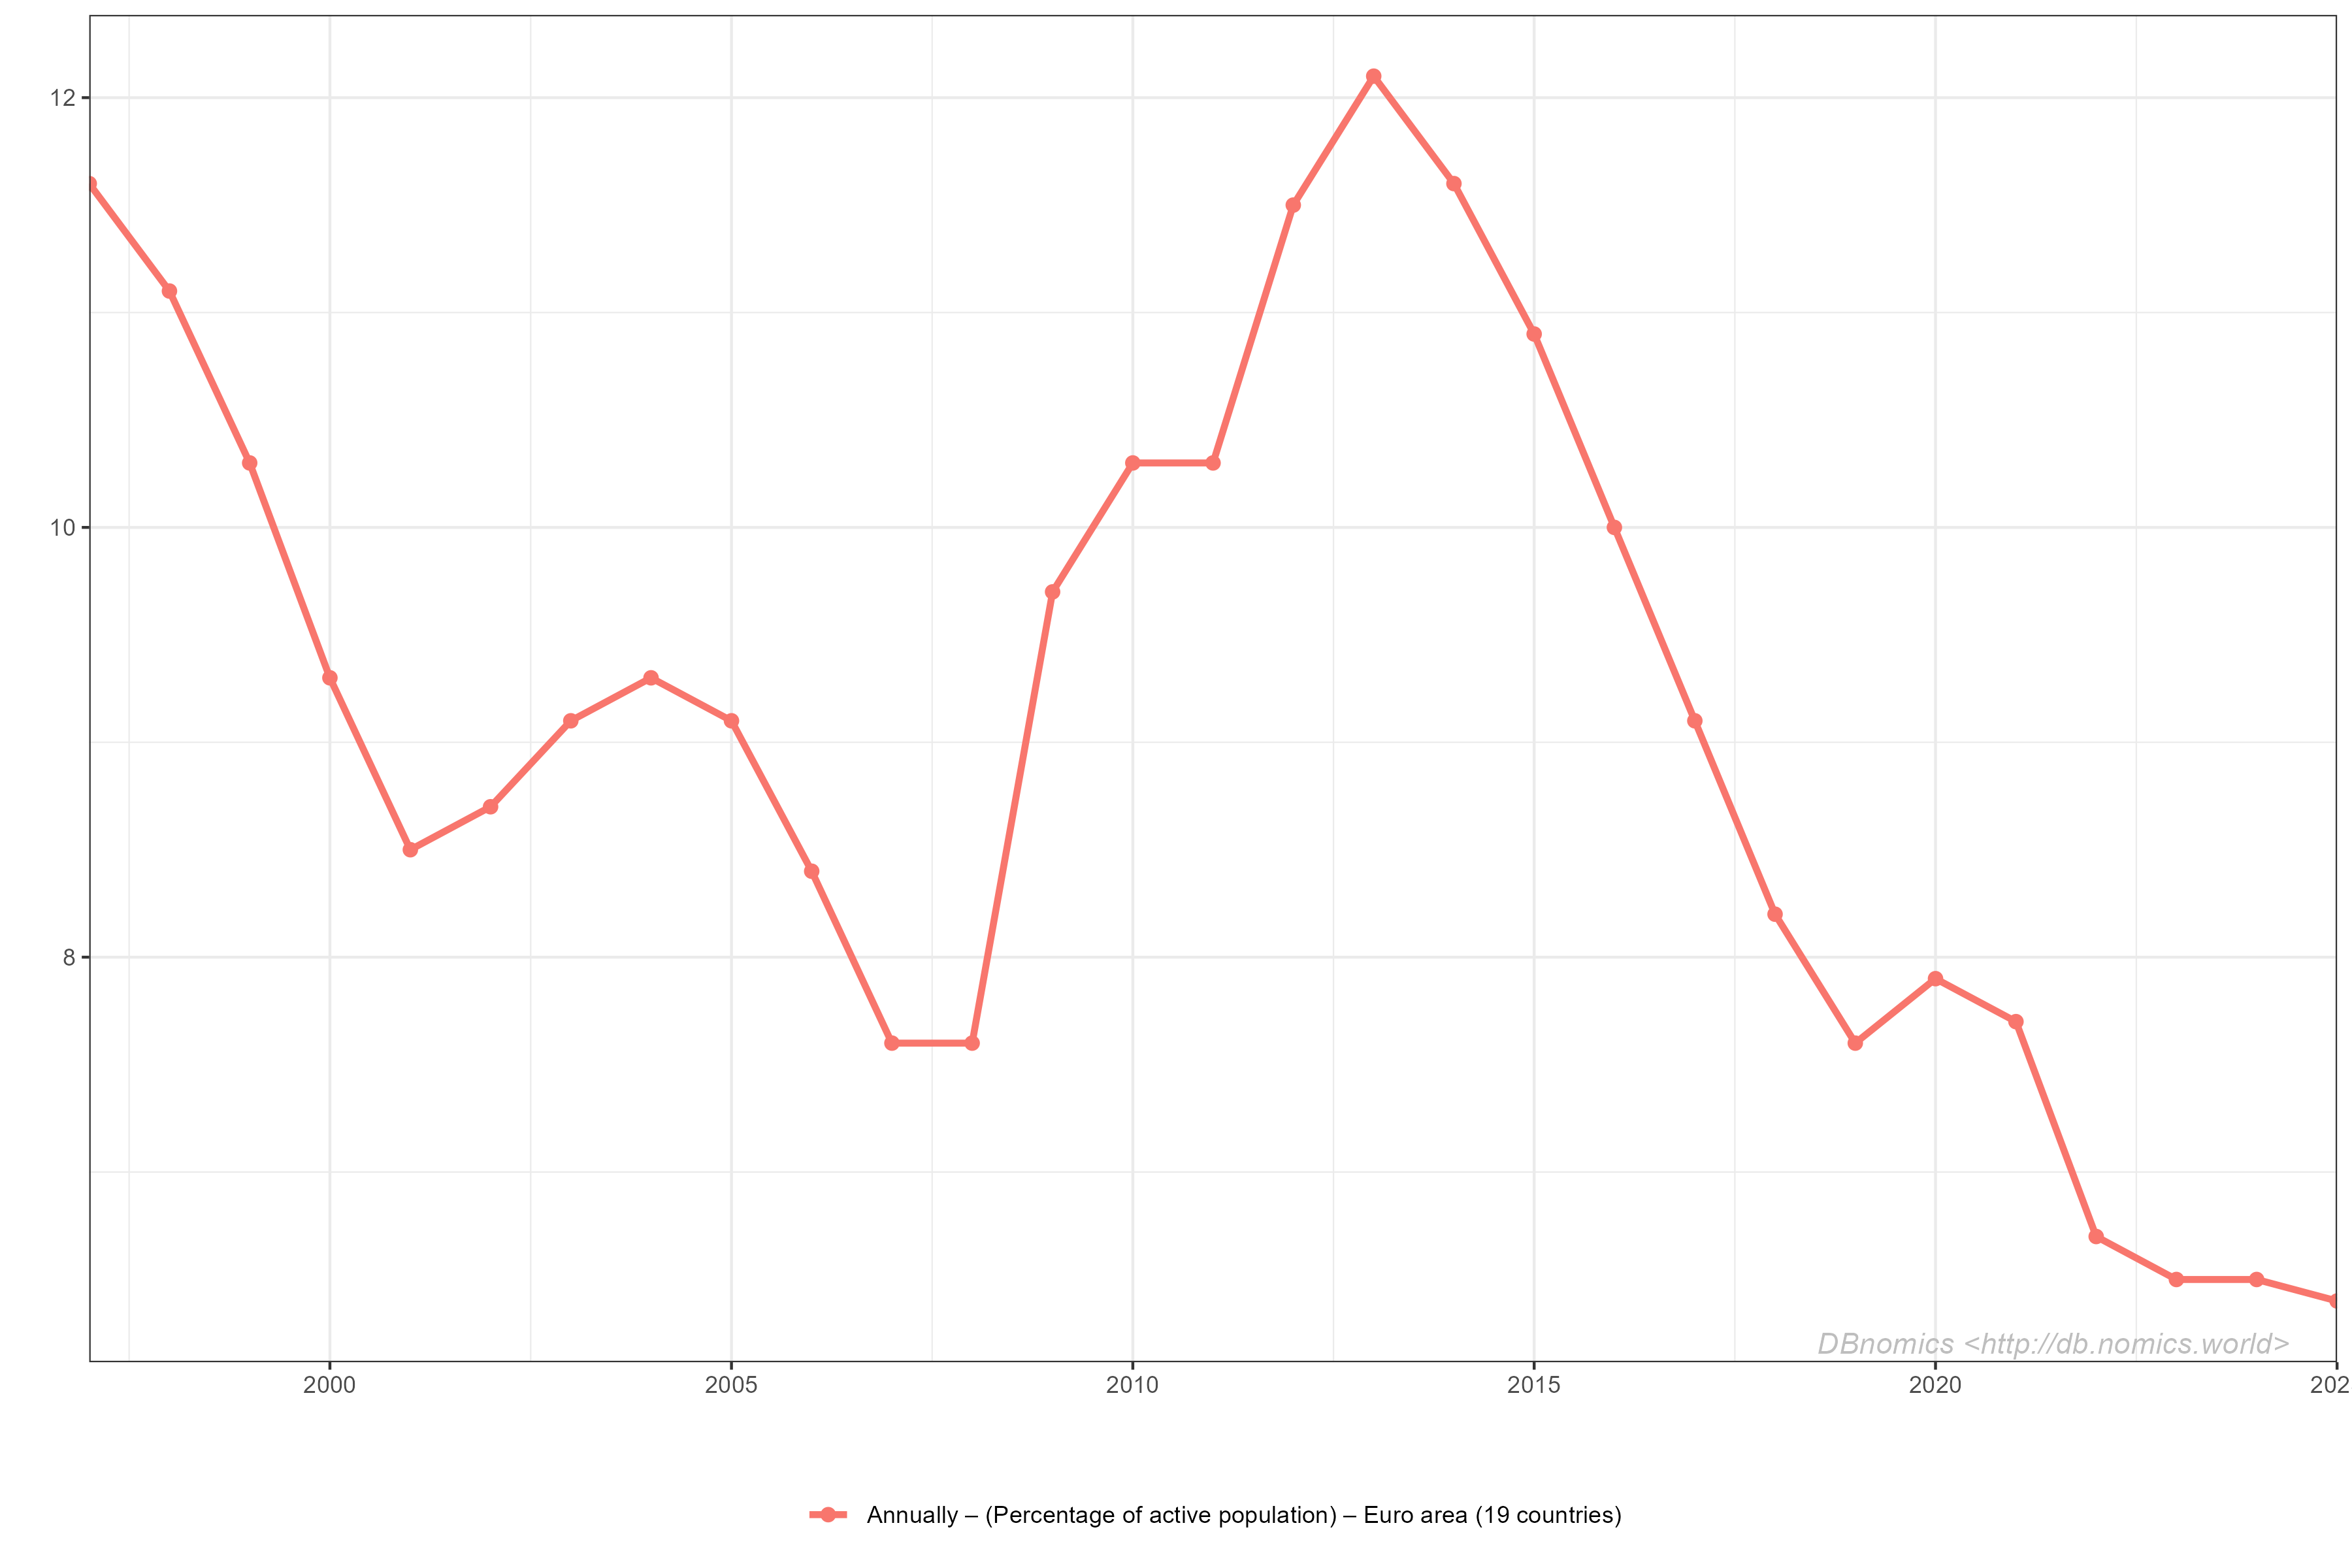 12
10
8
DBnomics <http://db.nomics.world>
2000 2005 2010 2015 2020 202
Annually – (Percentage of active population) – Euro area (19 countries)